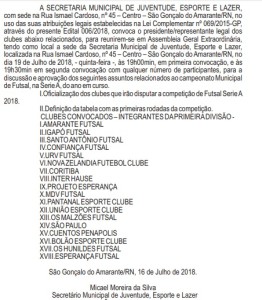 A SECRETARIA MUNICIPAL DE JUVENTUDE, ESPORTE E LAZER,
com sede na Rua Ismael Cardoso, nº 45 – Centro – São Gonçalo do Amarante/RN, no
uso das suas atribuições legais estabelecidas na Lei Complementar nº 069/2015-GP,
através do presente Edital 006/2018, convoca o presidente/representante legal dos
clubes abaixo relacionados, para reunirem-se em Assembleia Geral Extraordinária,
tendo como local a sede da Secretaria Municipal de Juventude, Esporte e Lazer,
localizada na Rua Ismael Cardoso, nº 45 – Centro – São Gonçalo do Amarante/RN, no
dia 19 de Julho de 2018, - quinta-feira -, às 19h00min, em primeira convocação, e às
19h30min em segunda convocação com qualquer número de participantes, para a
discussão e aprovação dos seguintes assuntos relacionados ao campeonato Municipal
de Futsal, na Série A, do ano em curso.
I.Oficialização dos clubes que irão disputar a competição de Futsal Serie A
2018.
II.Definição da tabela com as primeiras rodadas da competição.
CLUBES CONVOCADOS – INTEGRANTES DA PRIMEIRA DIVISÃO -
I.AMARANTE FUTSAL
II.IGAPÓ FUTSAL
III.SANTO ANTÔNIO FUTSAL
IV.CONFIANÇA FUTSAL
V.URV FUTSAL
VI.NOVA ZELANDIA FUTEBOL CLUBE
VII.CORITIBA
VIII.INTER HAUSE
IX.PROJETO ESPERANÇA
X.MDV FUTSAL
XI.PANTANAL ESPORTE CLUBE
XII.UNIÃO ESPORTE CLUBE
XIII.OS MALZÕES FUTSAL
XIV.SÃO PAULO
XV.CUENTOS PENAPOLIS
XVI.BOLÃO ESPORTE CLUBE
XVII.OS HUNILDES FUTSAL
XVIII.ESPERANÇA FUTSAL
São Gonçalo do Amarante/RN, 16 de Julho de 2018.
Micael Moreira da Silva
Secretário Municipal de Juventude, Esporte e Lazer